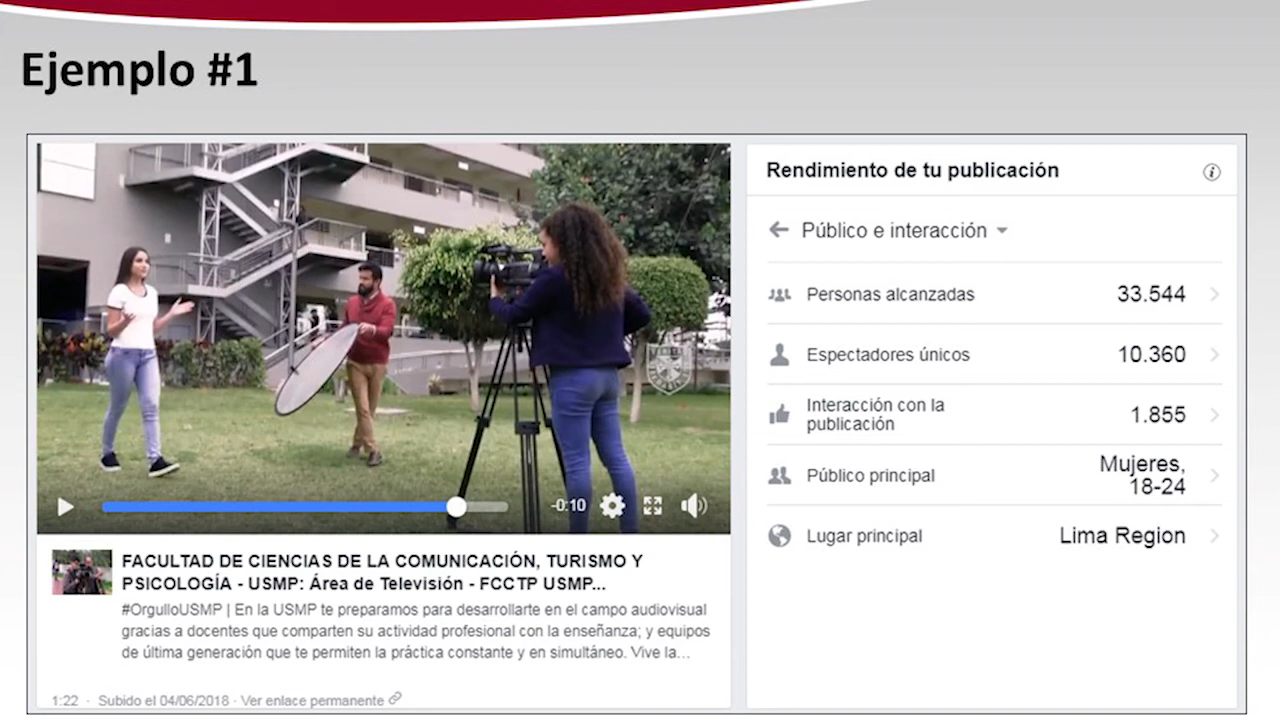 Ejemplo #1
-0:10
FACULTAD DE CIENCIAS DE LA COMUNICACIÓN, TURISMO Y
PSICOLOGÍA - USMP: Área de Televisión - FCCTP USMP...
#OrgulloUSMP | En la USMP te preparamos para desarrollarte en el campo audiovisual
gracias a docentes que comparten su actividad profesional con la enseñanza; y equipos
de última generación que te permiten la práctica constante y en simultáneo. Vive la...
1:22 · Subido el 04/06/2018 · Ver enlace permanente
Rendimiento de tu publicación
Público e interacción
Personas alcanzadas 33.544
Espectadores únicos 10.360
Interacción con la
publicación 1.855
Público principal Mujeres,
18-24
Lugar principal Lima Region